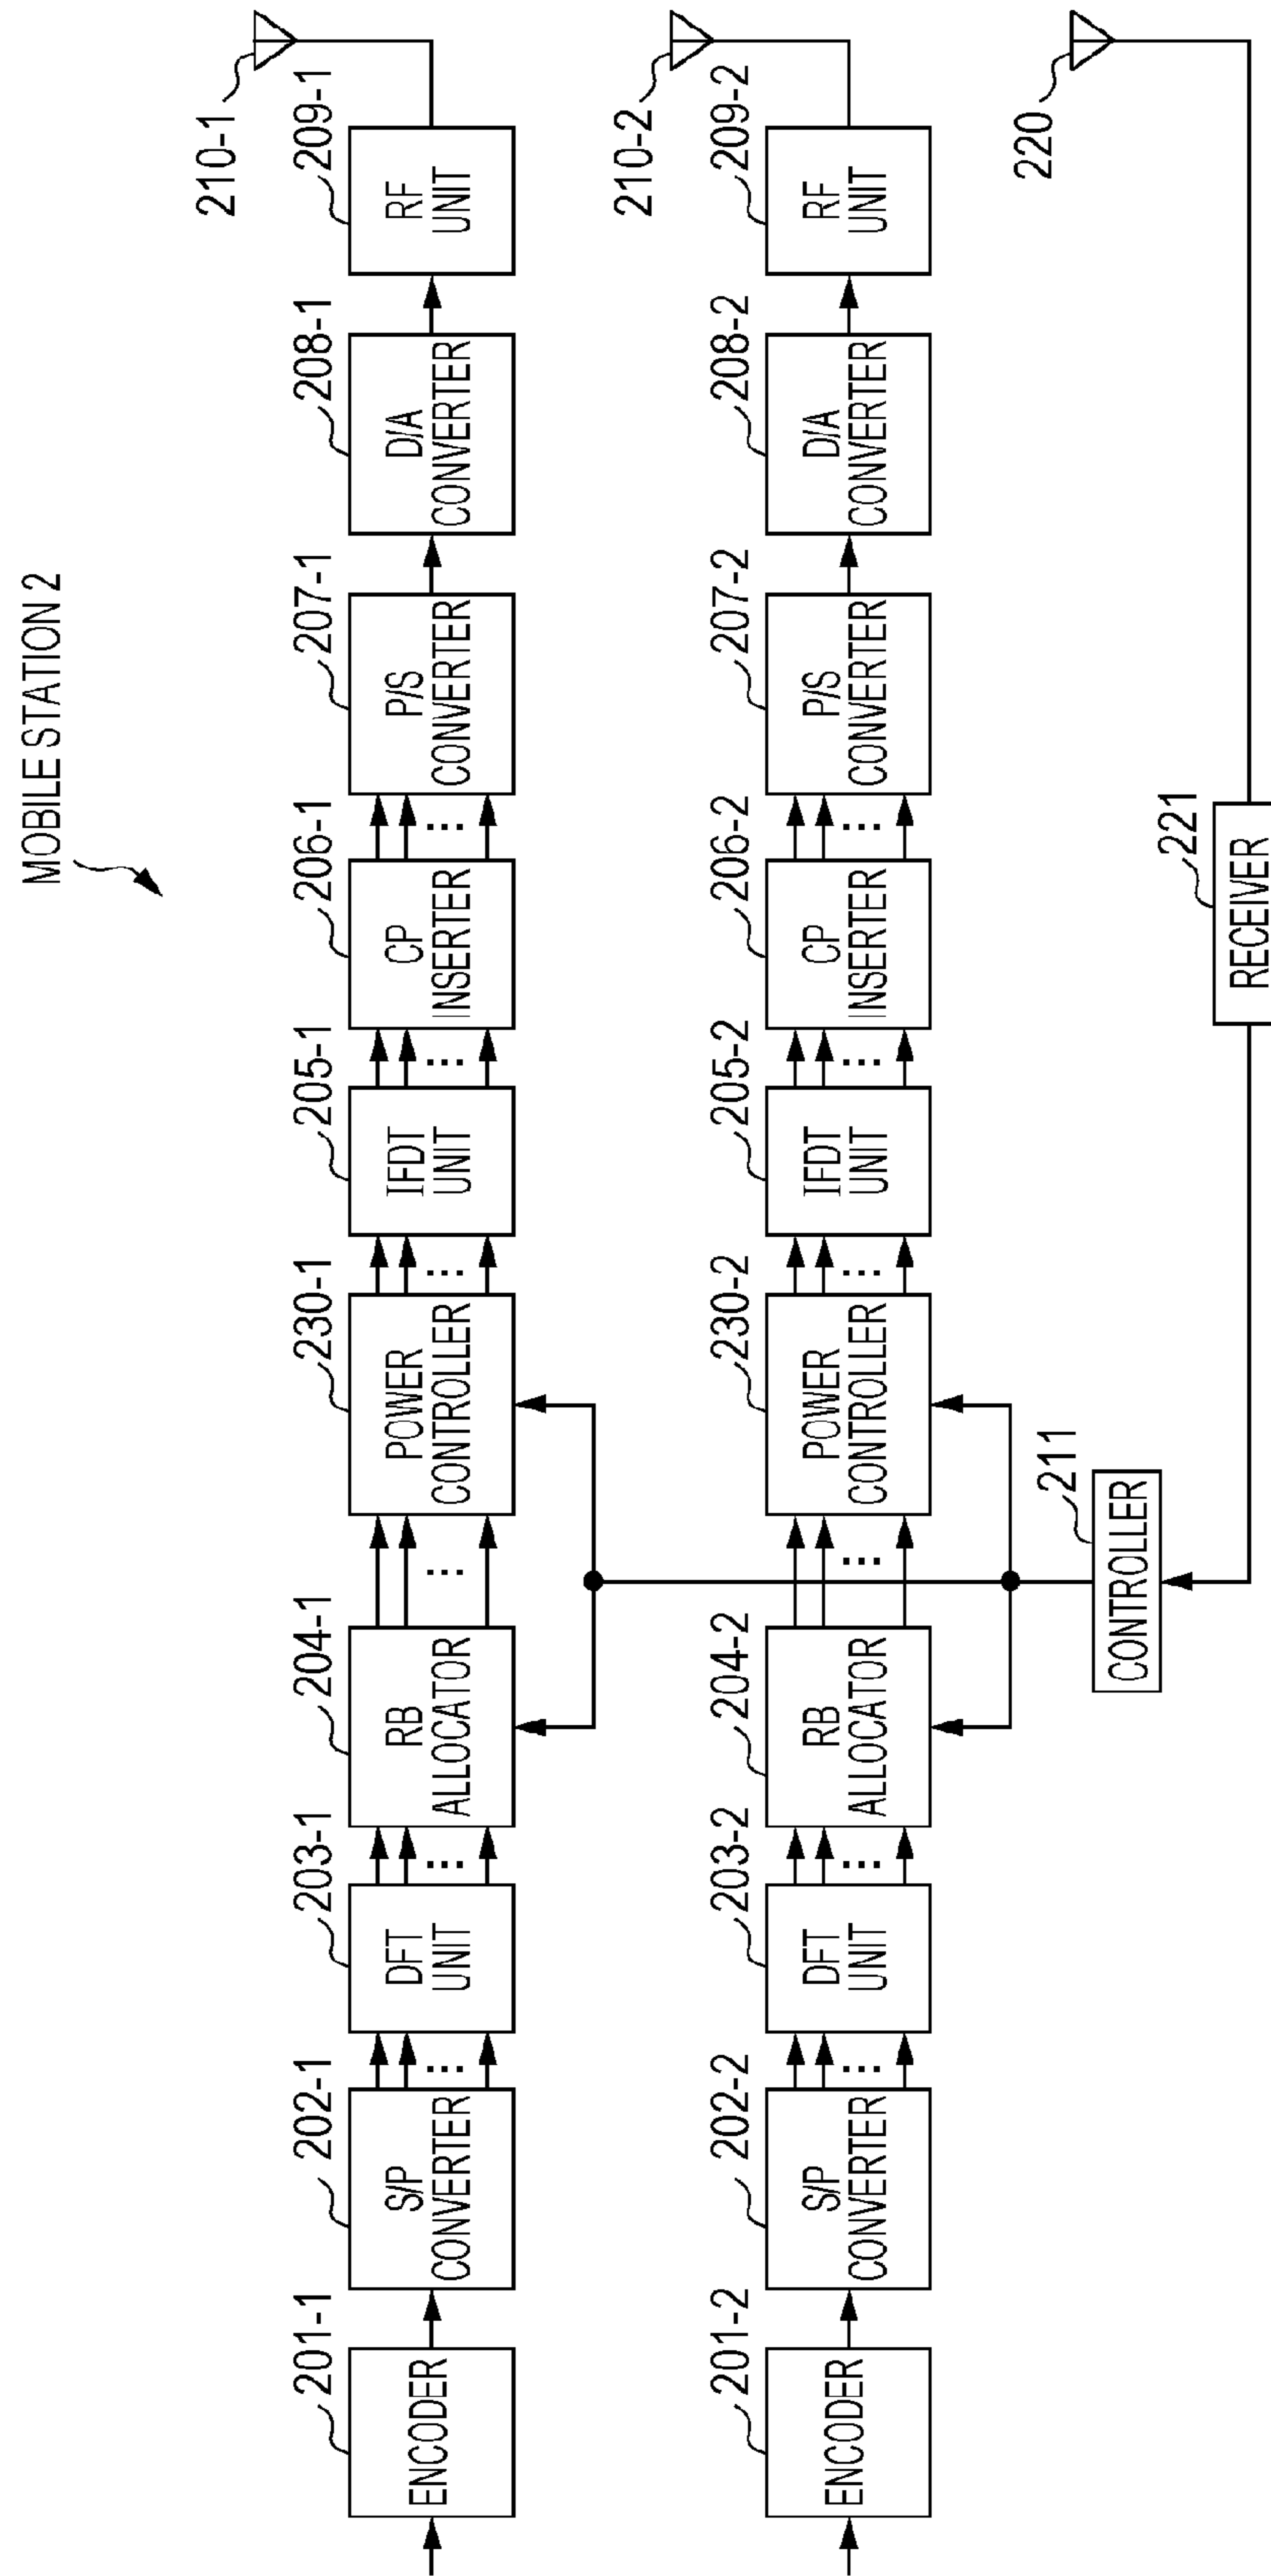 MOBILE STATION 2
201-1
202-1
203-1
204-1
230-1
205-1
206-1
207-1
208-1
209-1
210-1
ENCODER
S/P
CONVERTER
DFT
UNIT
RB
ALLOCATOR
POWER
CONTROLLER
IFDT
UNIT
CP
INSERTER
P/S
CONVERTER
D/A
CONVERTER
RF
UNIT
...
...
...
...
...
...
201-2
202-2
203-2
204-2
230-2
205-2
206-2
207-2
208-2
209-2
210-2
ENCODER
S/P
CONVERTER
DFT
UNIT
RB
ALLOCATOR
POWER
CONTROLLER
IFDT
UNIT
CP
INSERTER
P/S
CONVERTER
D/A
CONVERTER
RF
UNIT
...
...
...
...
...
...
211
CONTROLLER
221
RECEIVER
220